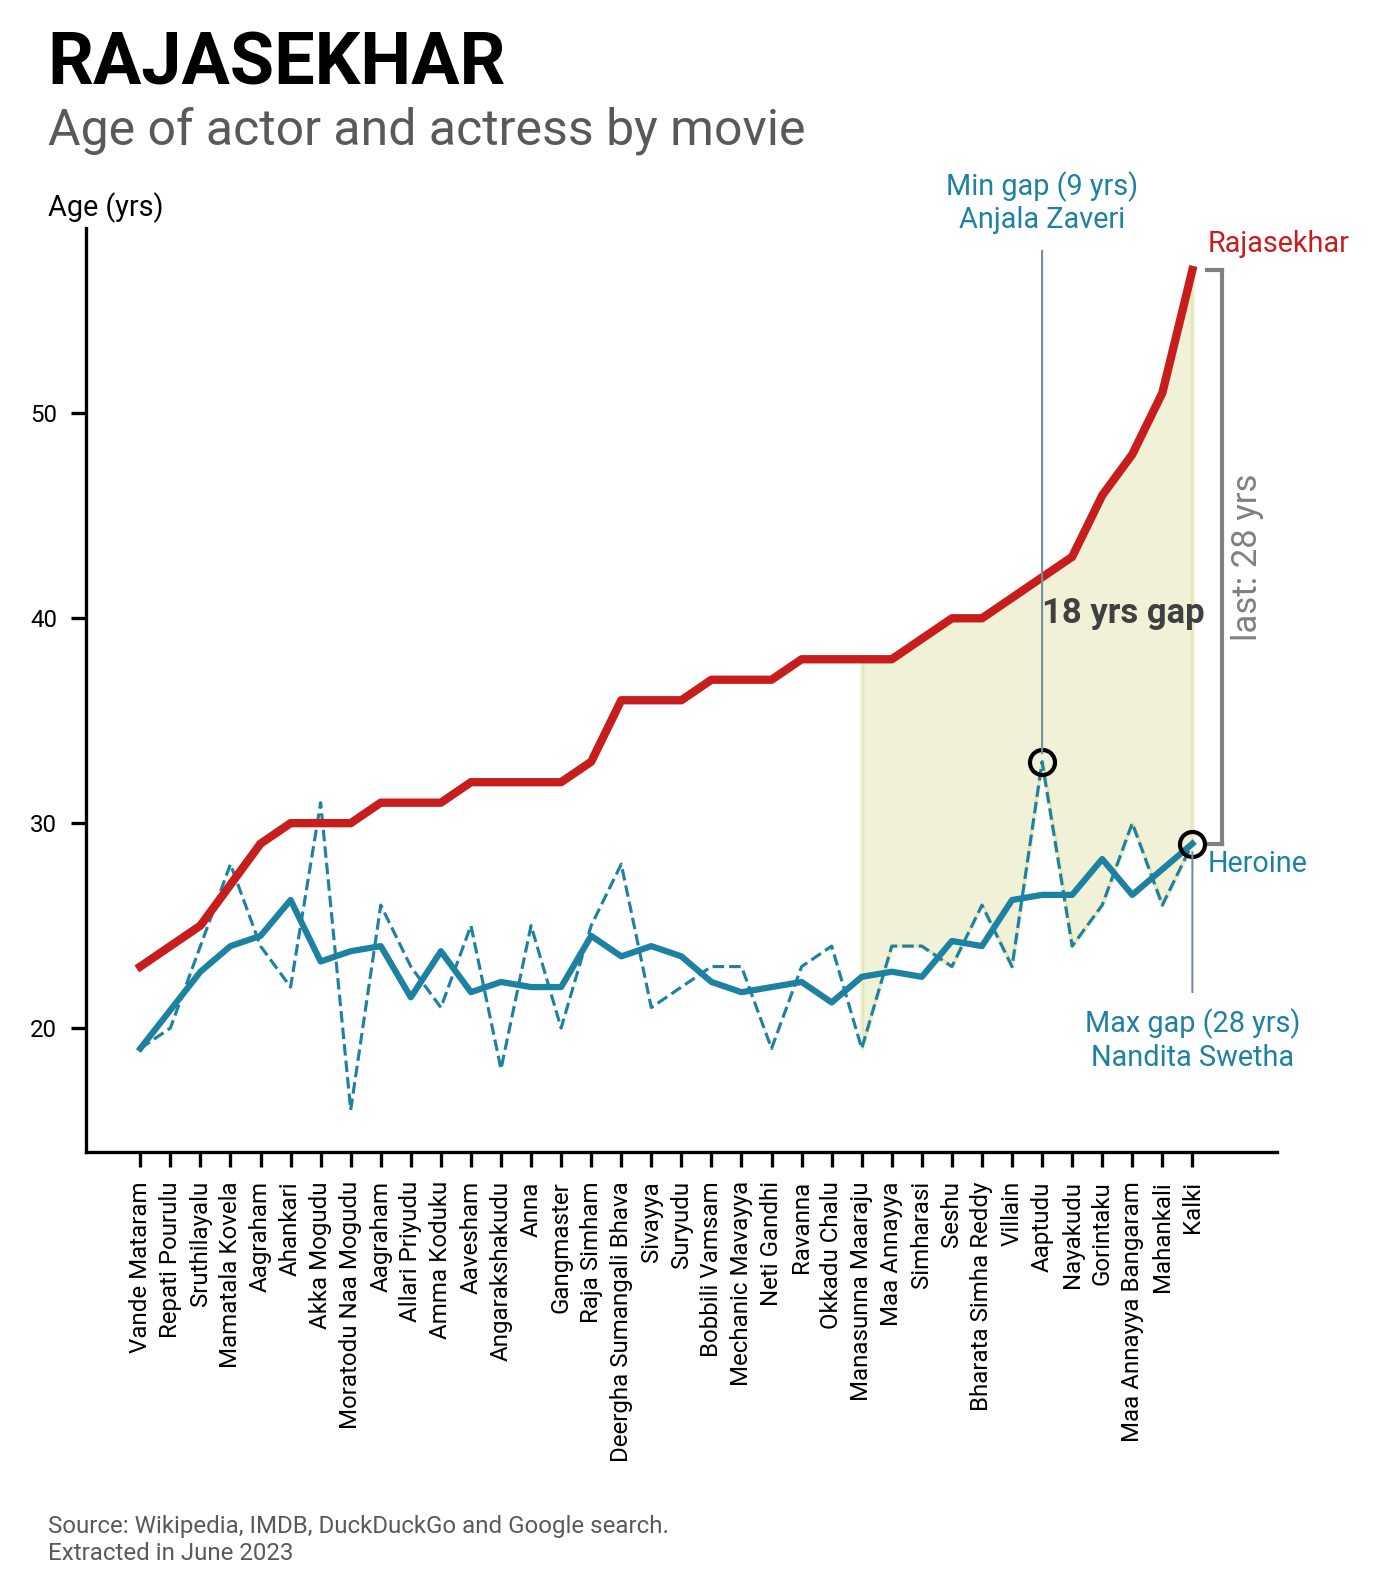 RAJASEKHAR
Age of actor and actress by movie
Min gap (9 yrs)
Anjala Zaveri
Age (yrs)
Rajasekhar
50
40
30
20
18 yrs gap
last: 28 yrs
Heroine
Max gap (28 yrs)
Nandita Swetha
Vande Mataram
Repati Pourulu
Sruthilayalu
Mamatala Kovela
Aagraham
Ahankari
Akka Mogudu
Moratodu Naa Mogudu
Aagraham
Allari Priyudu
Amma Koduku
Aavesham
Angarakshakudu
Anna
Gangmaster
Raja Simham
Deergha Sumangali Bhava
Sivayya
Suryudu
Bobbili Vamsam
Mechanic Mavayya
Neti Gandhi
Ravanna
Okkadu Chalu
Manasunna Maaraju
Maa Annayya
Simharasi
Seshu
Bharata Simha Reddy
Villain
Aaptudu
Nayakudu
Gorintaku
Maa Annayya Bangaram
Mahankali
Kalki
Source: Wikipedia, IMDB, DuckDuckGo and Google search.
Extracted in June 2023